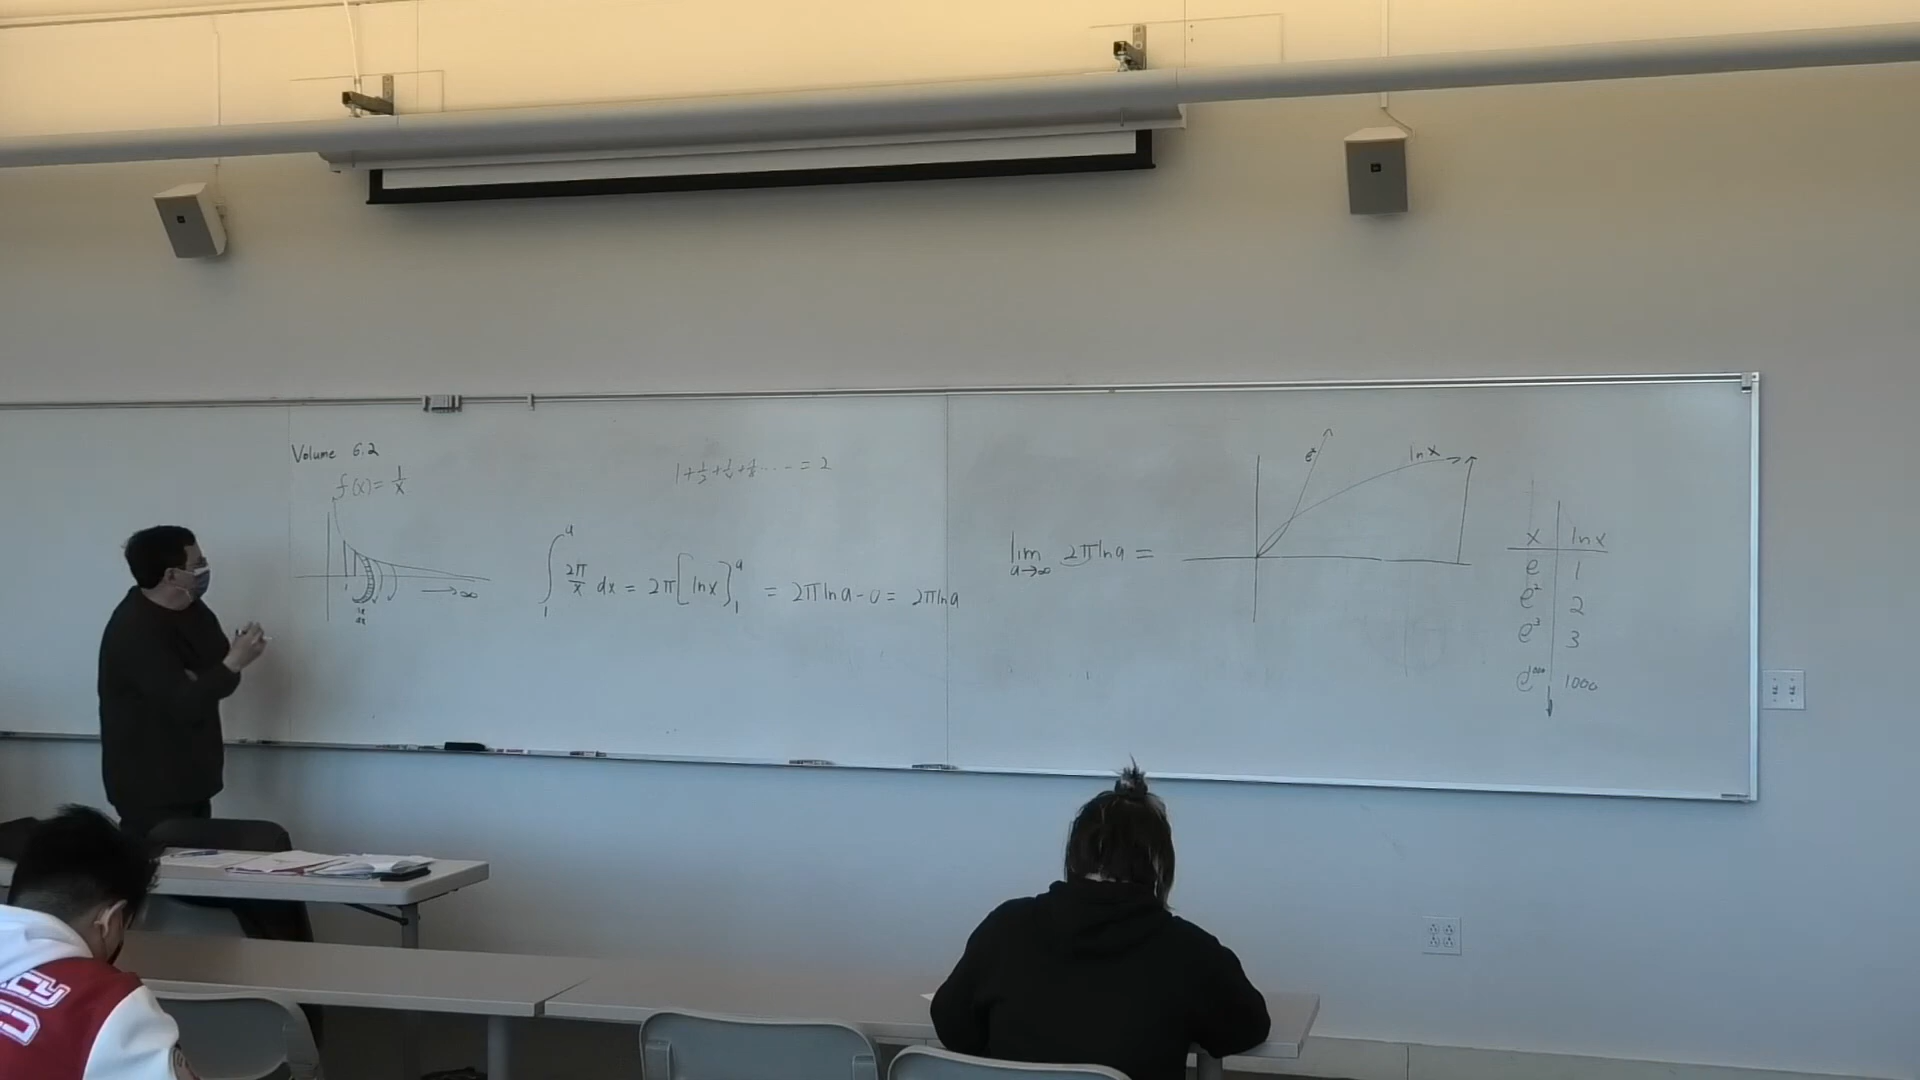 Volume 6.2
f(x) = 1/x
1
→ ∞
1 + 1/2 + 1/4 + 1/8 .... = 2
∫₁ᵃ 2π/x dx = 2π[ln x]₁ᵃ = 2π ln a - 0 = 2π ln a
lim a→∞ 2π ln a =
ln x
x ln x
e 1
e² 2
e³ 3
e¹⁰⁰⁰ 1000